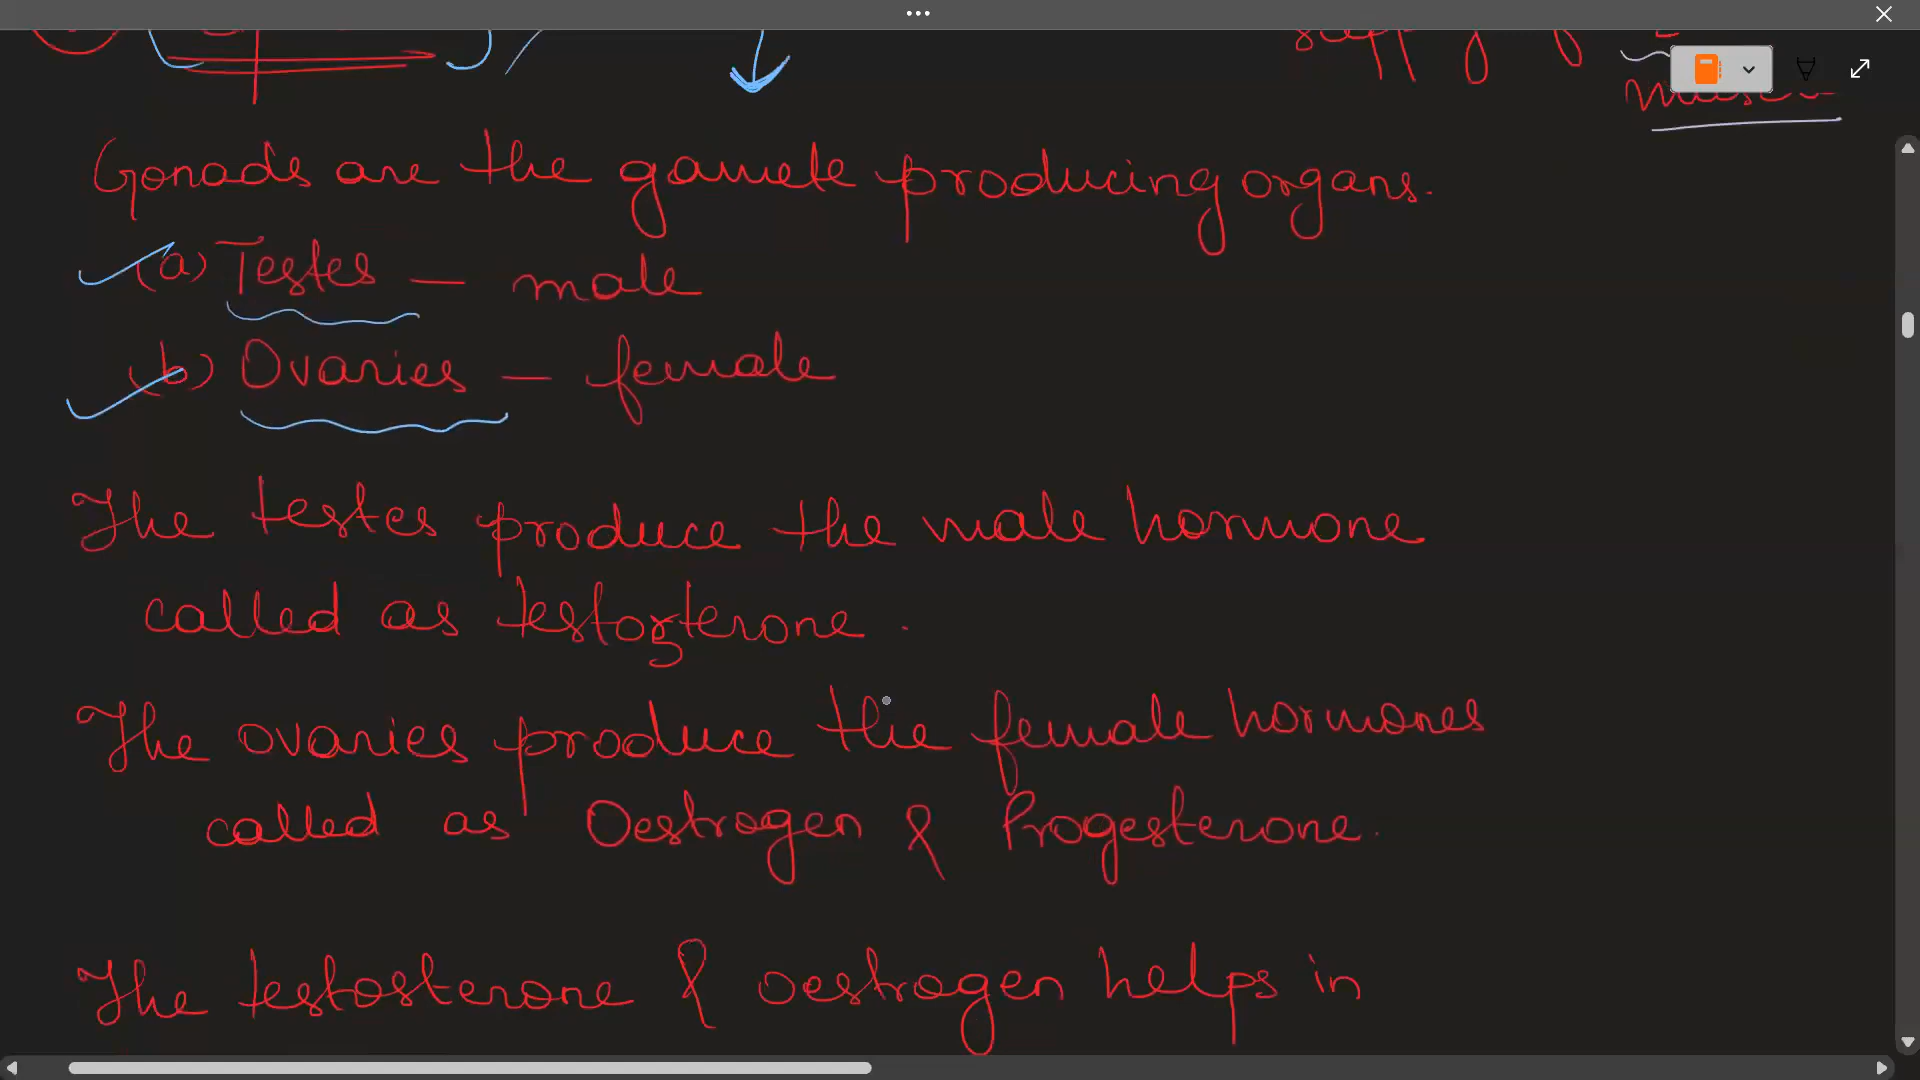 Gonads are the gamete producing organs.
(a) Testes — male
(b) Ovaries — female
The testes produce the male hormone
called as testosterone.
The ovaries produce the female hormones
called as Oestrogen & Progesterone.
The testosterone & oestrogen helps in